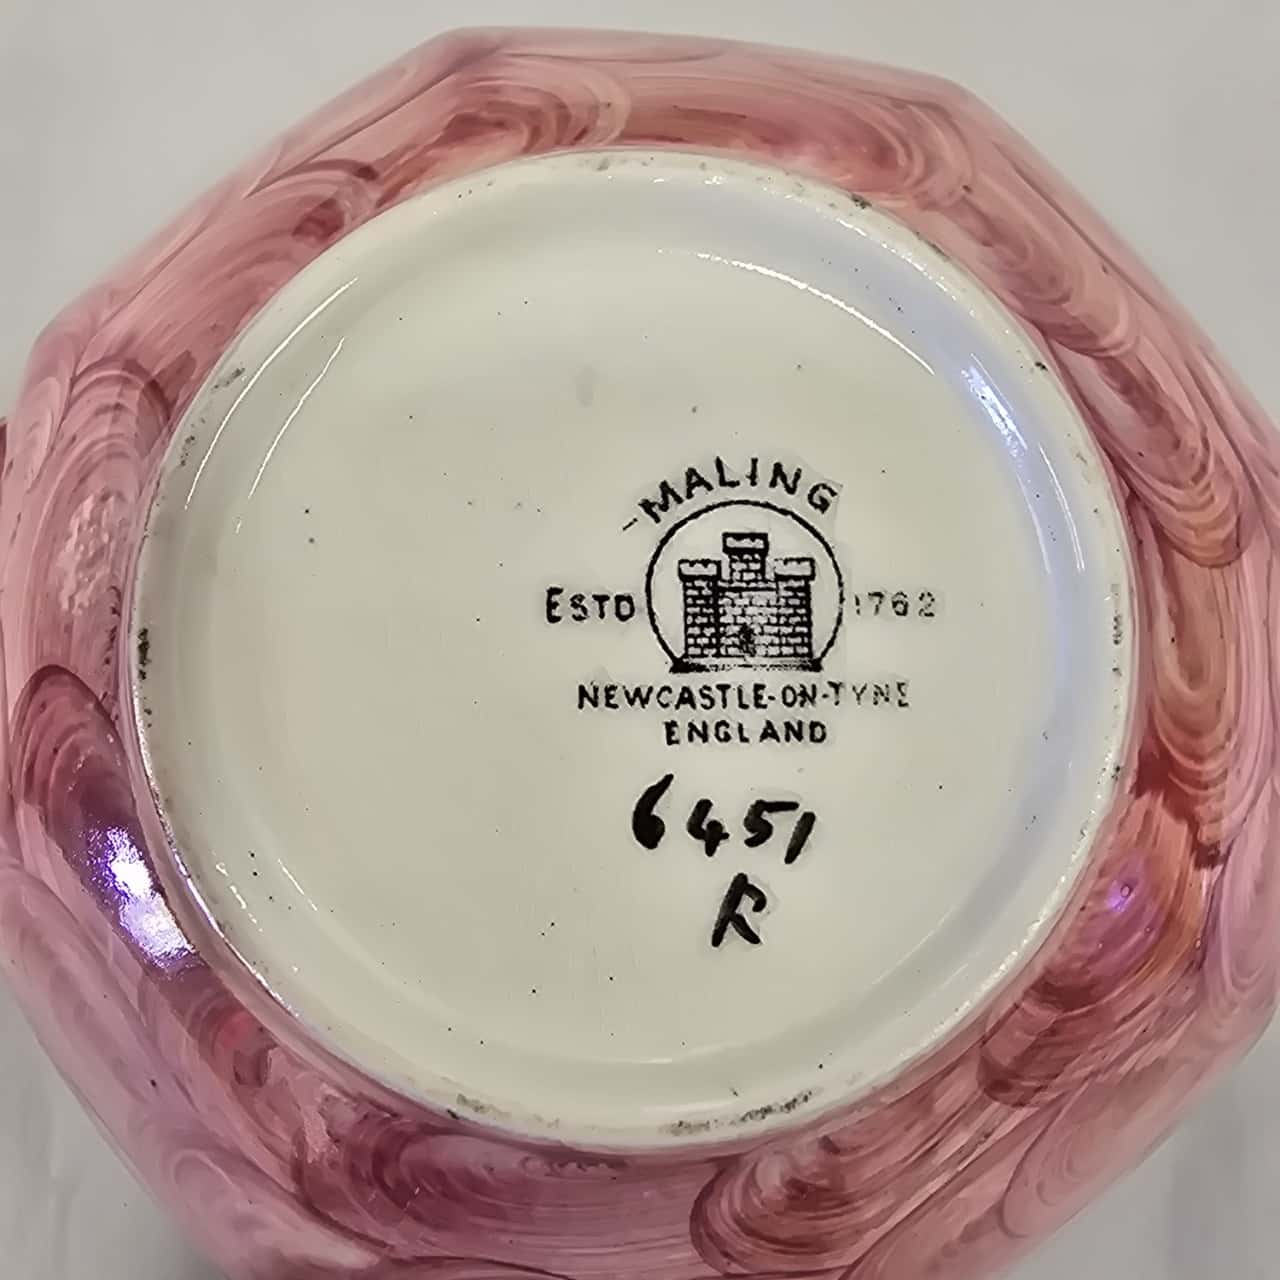 MALING
ESTD 1762
NEWCASTLE-ON-TYNE
ENGLAND
6451
R